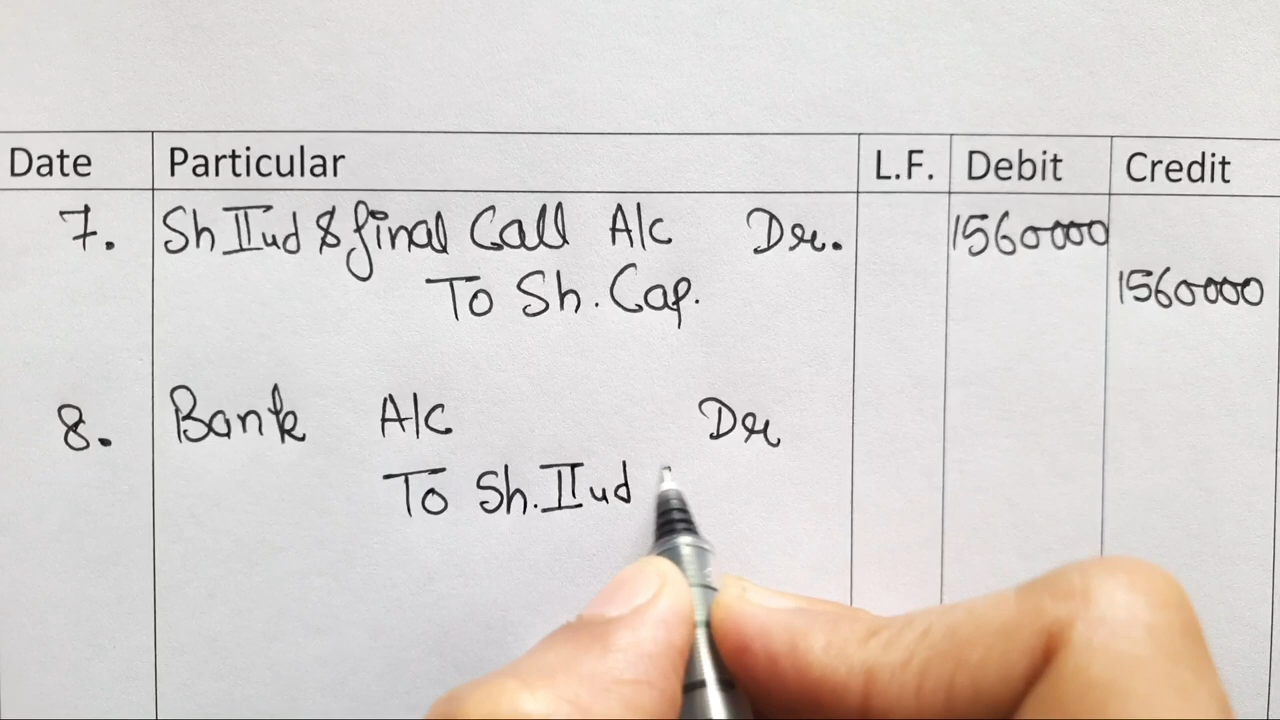 Date Particular L.F. Debit Credit
7. Sh IInd & final Call A/c Dr. 1560000
To Sh. Cap. 1560000
8. Bank A/c Dr
To Sh. IInd